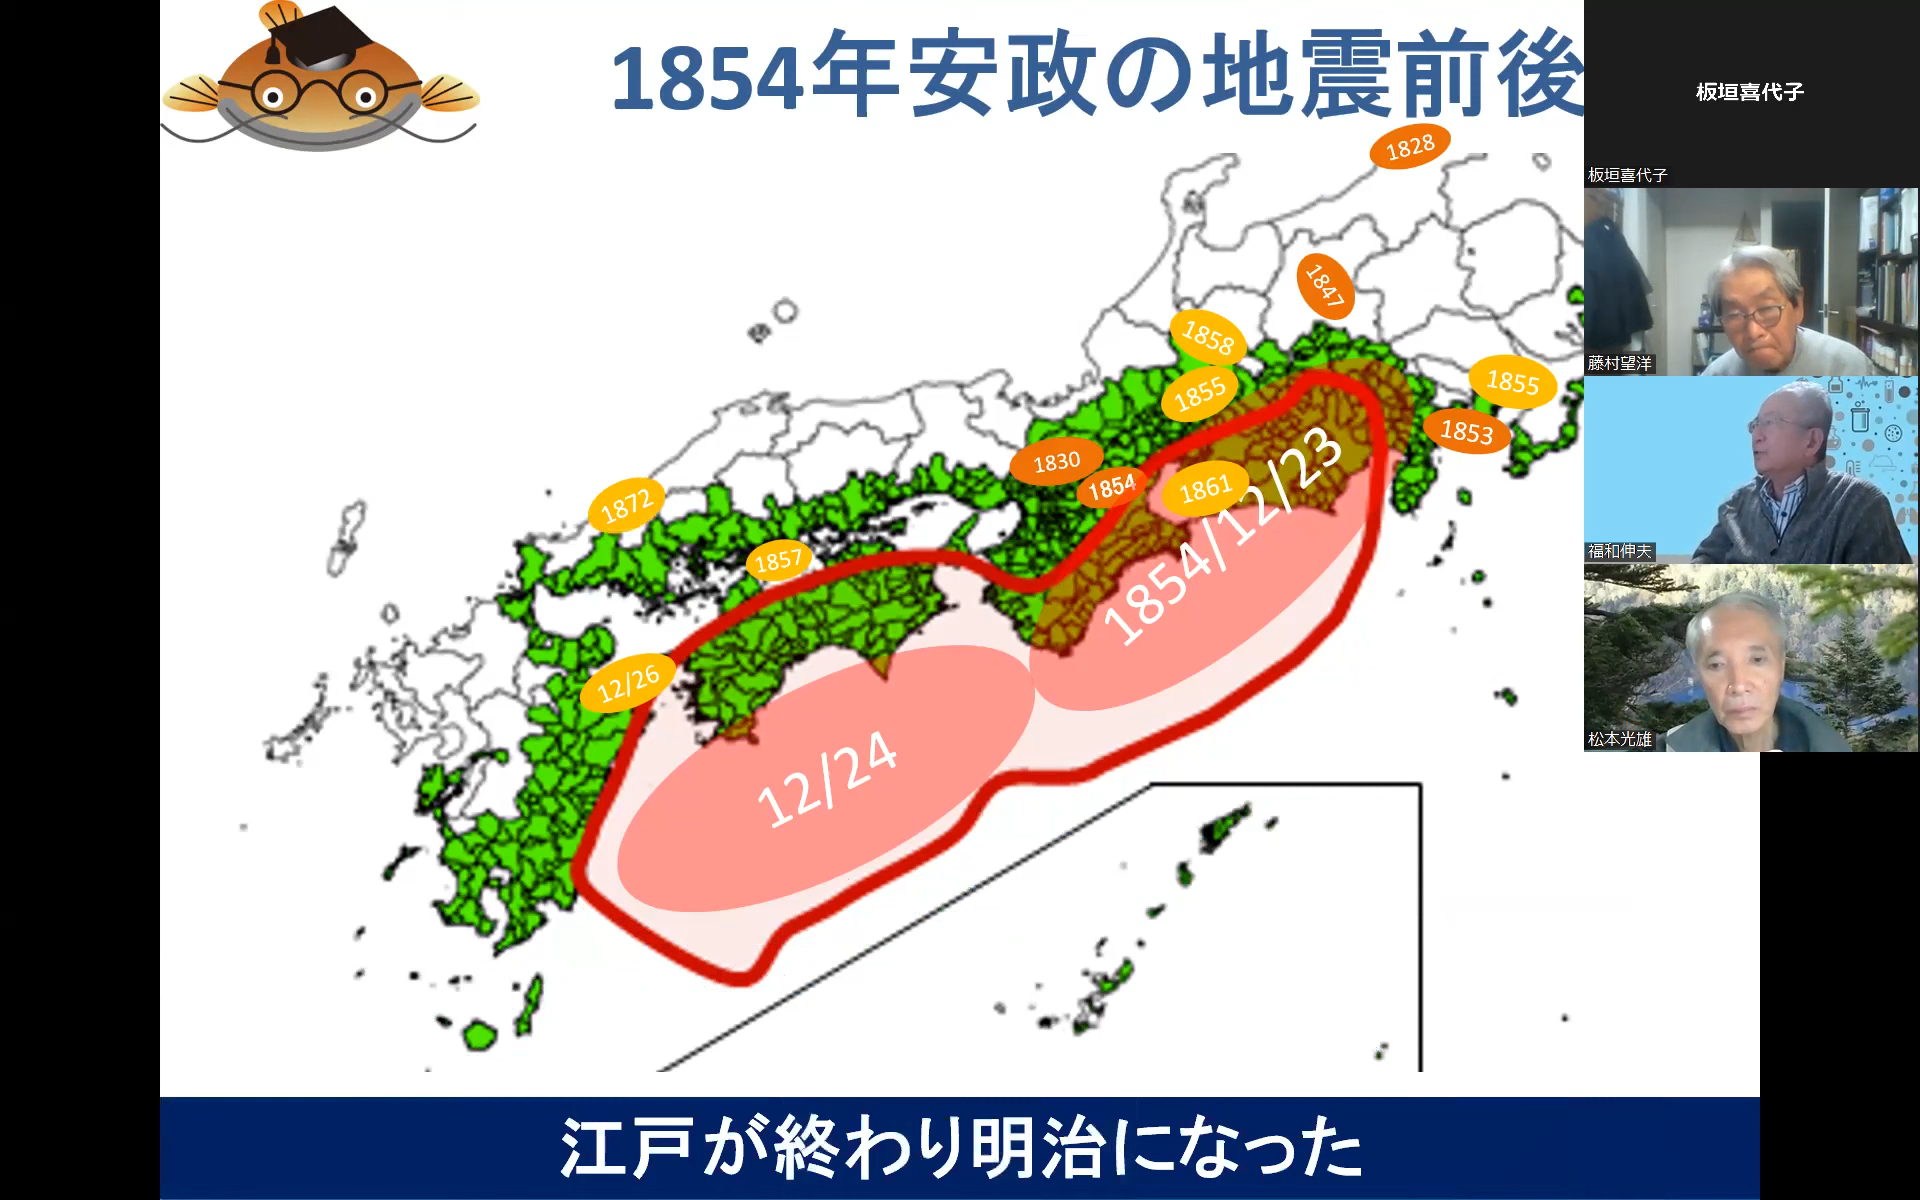 1854年安政の地震前後
1828
1847
1858
1855
1855
1853
1830
1854
1861
1854/12/23
1872
1857
12/26
12/24
江戸が終わり明治になった
板垣喜代子
板垣喜代子
藤村望洋
福和伸夫
松本光雄